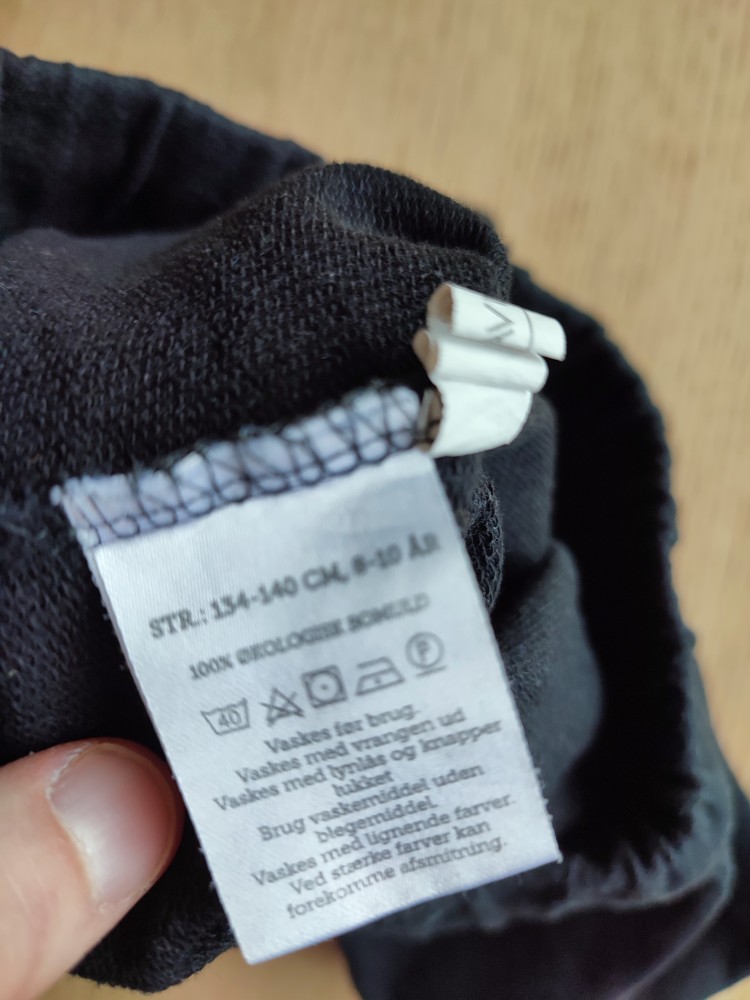 STR.: 134-140 CM, 8-10 ÅR
100% ØKOLOGISK BOMULD
40 P
Vaskes før brug.
Vaskes med vrangen ud
Vaskes med lynlås og knapper
lukket
Brug vaskemiddel uden
blegemiddel.
Vaskes med lignende farver.
Ved stærke farver kan
forekomme afsmitning.